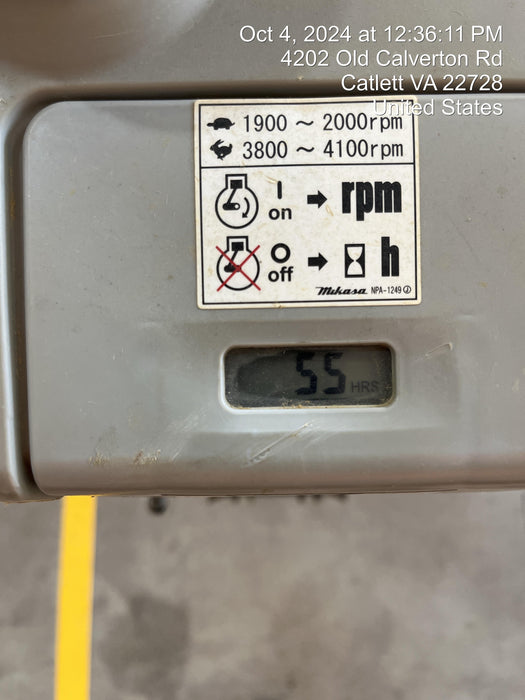 Oct 4, 2024 at 12:36:11 PM
4202 Old Calverton Rd
Catlett VA 22728
United States
1900 ~ 2000rpm
3800 ~ 4100rpm
I on → rpm
O off → h
Mikasa NPA-1249 J
55 HRS